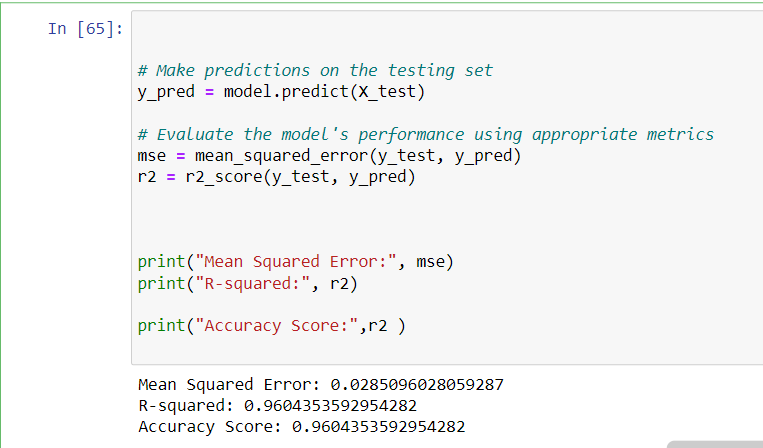 In [65]:
# Make predictions on the testing set
y_pred = model.predict(X_test)
# Evaluate the model's performance using appropriate metrics
mse = mean_squared_error(y_test, y_pred)
r2 = r2_score(y_test, y_pred)
print("Mean Squared Error:", mse)
print("R-squared:", r2)
print("Accuracy Score:",r2 )
Mean Squared Error: 0.0285096028059287
R-squared: 0.9604353592954282
Accuracy Score: 0.9604353592954282